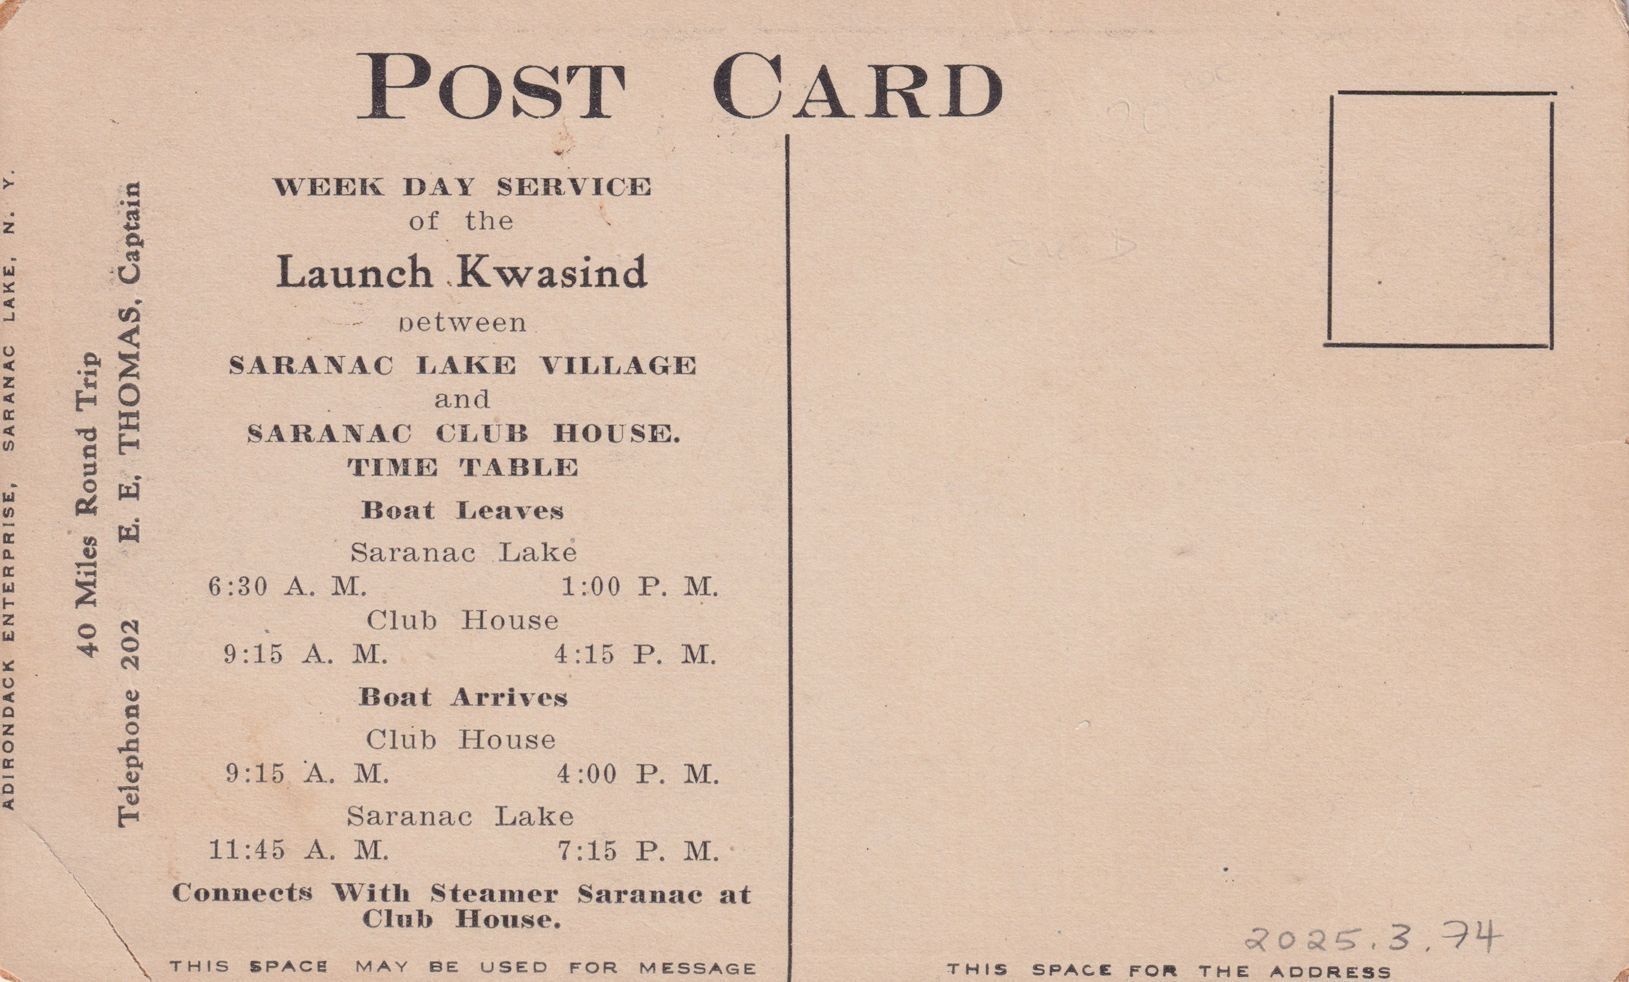 POST CARD
ADIRONDACK ENTERPRISE, SARANAC LAKE, N. Y.
40 Miles Round Trip
Telephone 202 E. E. THOMAS, Captain
WEEK DAY SERVICE
of the
Launch Kwasind
between
SARANAC LAKE VILLAGE
and
SARANAC CLUB HOUSE.
TIME TABLE
Boat Leaves
Saranac Lake
6:30 A. M. 1:00 P. M.
Club House
9:15 A. M. 4:15 P. M.
Boat Arrives
Club House
9:15 A. M. 4:00 P. M.
Saranac Lake
11:45 A. M. 7:15 P. M.
Connects With Steamer Saranac at
Club House.
THIS SPACE MAY BE USED FOR MESSAGE
2025.3.74
THIS SPACE FOR THE ADDRESS